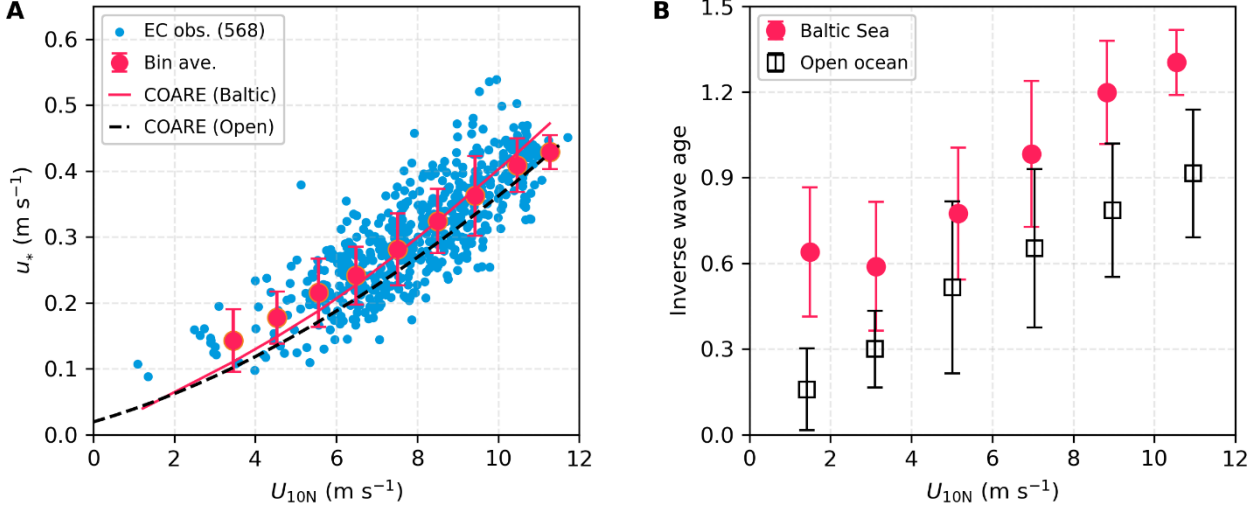 A
EC obs. (568)
Bin ave.
COARE (Baltic)
COARE (Open)
0.6
0.5
0.4
0.3
0.2
0.1
0.0
u* (m s⁻¹)
0 2 4 6 8 10 12
U10N (m s⁻¹)
B
Baltic Sea
Open ocean
1.5
1.2
0.9
0.6
0.3
0.0
Inverse wave age
0 2 4 6 8 10 12
U10N (m s⁻¹)